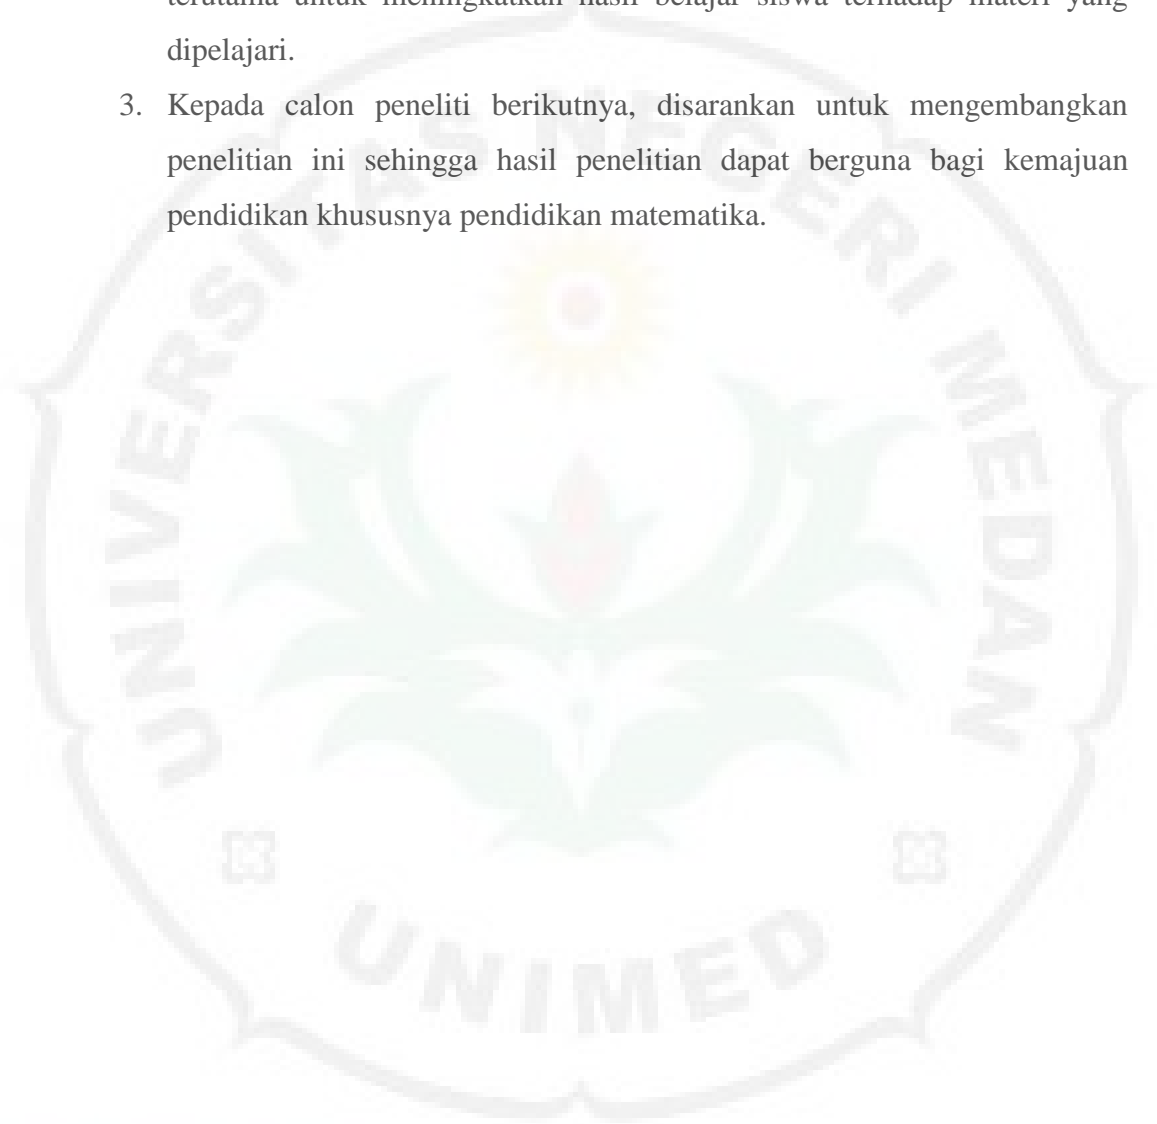 terutama untuk meningkatkan hasil belajar siswa terhadap materi yang
dipelajari.
3. Kepada calon peneliti berikutnya, disarankan untuk mengembangkan
penelitian ini sehingga hasil penelitian dapat berguna bagi kemajuan
pendidikan khususnya pendidikan matematika.
UNIVERSITAS NEGERI MEDAN
UNIMED